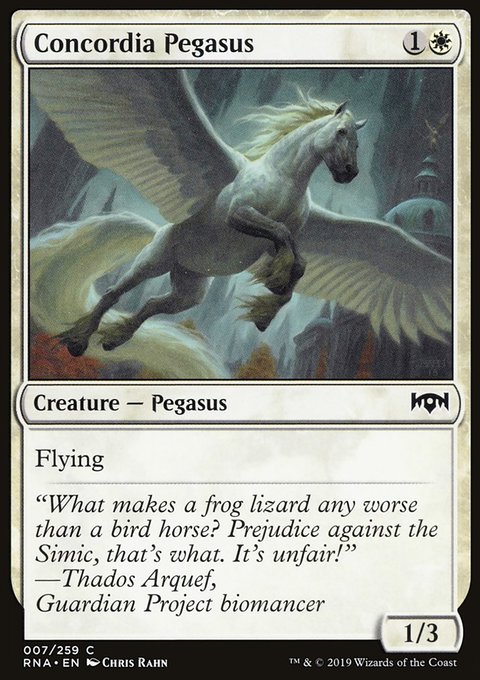 Concordia Pegasus 1
Creature — Pegasus
Flying
“What makes a frog lizard any worse
than a bird horse? Prejudice against the
Simic, that’s what. It’s unfair!”
—Thados Arquef,
Guardian Project biomancer
1/3
007/259 C
RNA • EN Chris Rahn
™ & © 2019 Wizards of the Coast